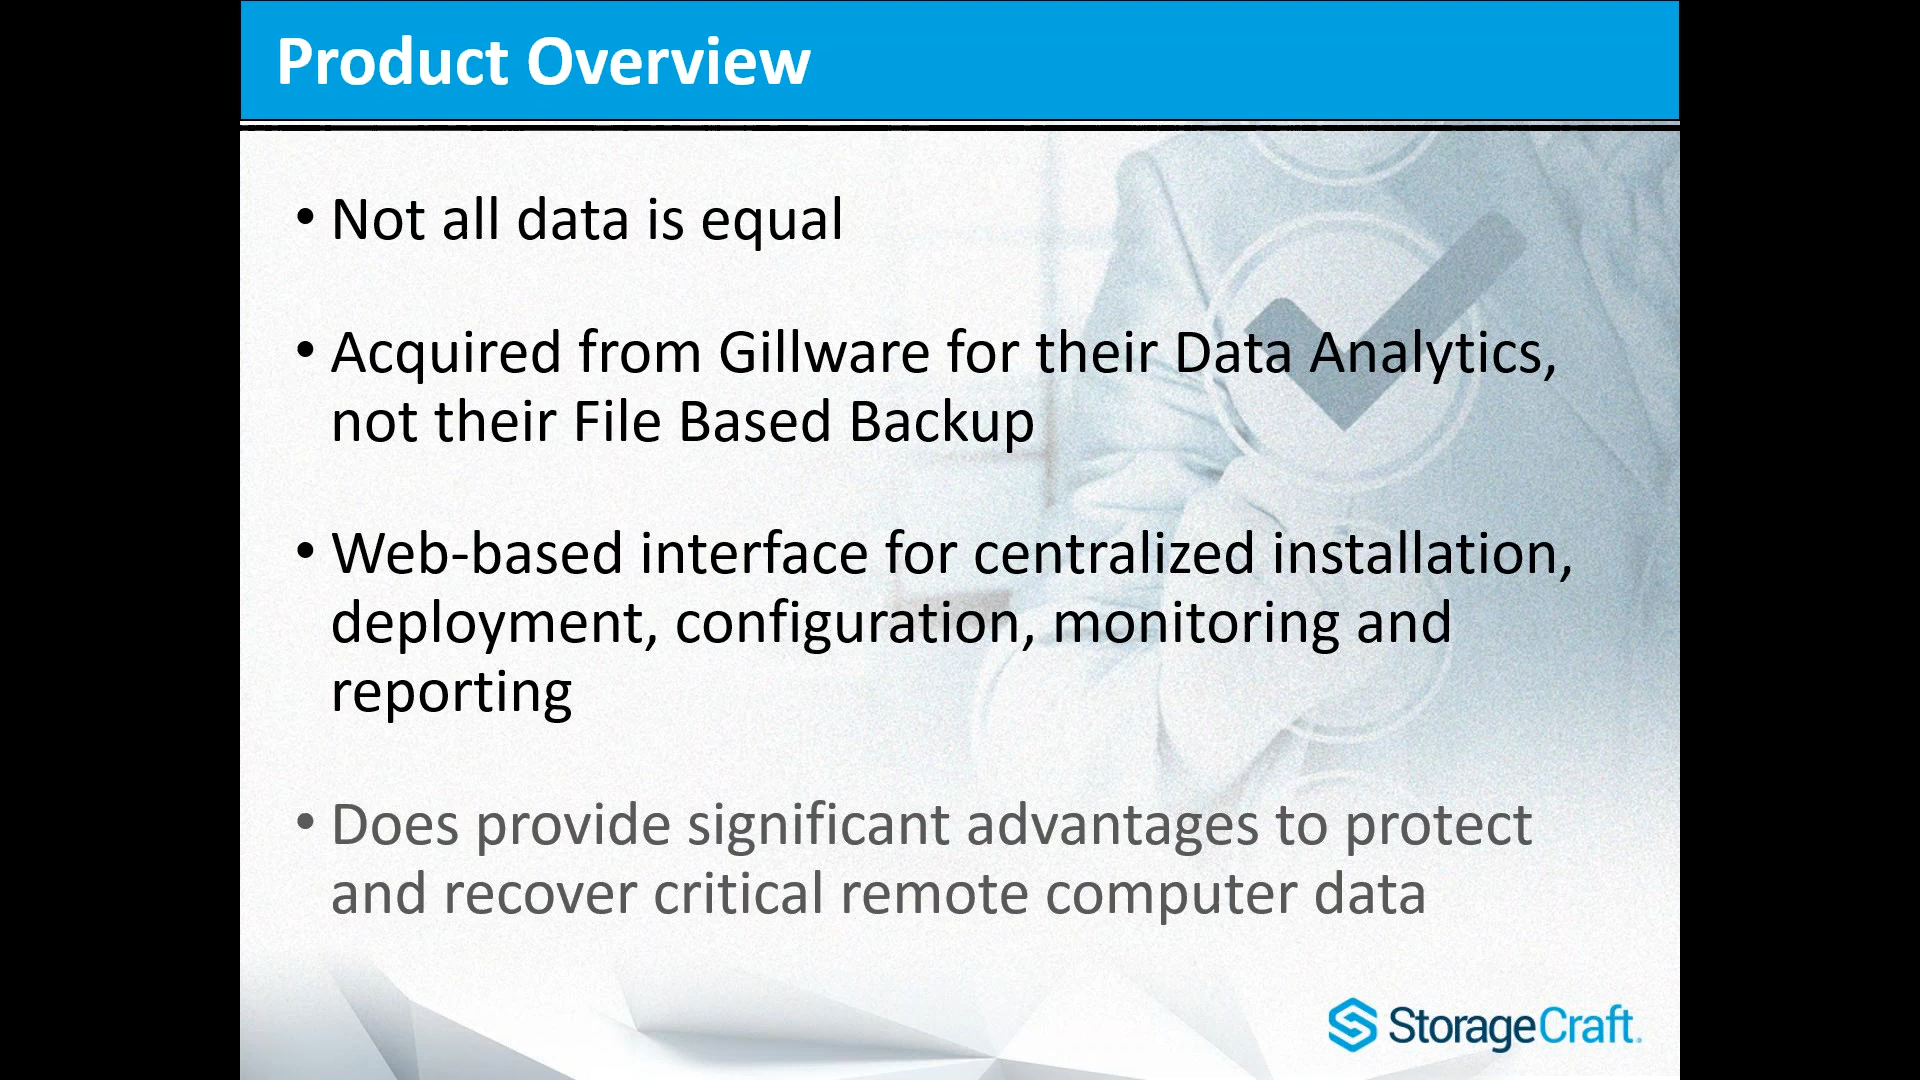 Product Overview
• Not all data is equal
• Acquired from Gillware for their Data Analytics,
not their File Based Backup
• Web-based interface for centralized installation,
deployment, configuration, monitoring and
reporting
• Does provide significant advantages to protect
and recover critical remote computer data
StorageCraft.